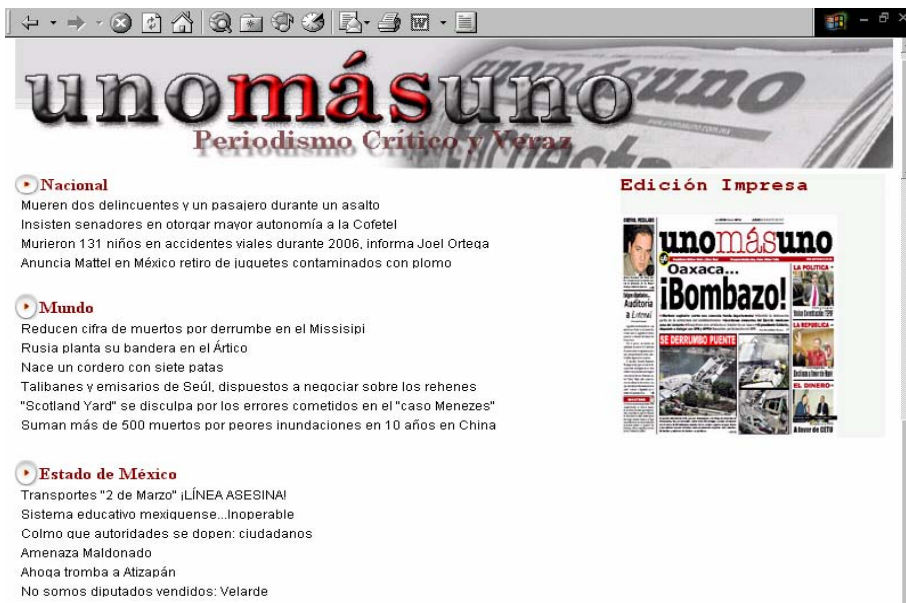 unomásuno
Periodismo Crítico y Veraz
Nacional
Mueren dos delincuentes y un pasajero durante un asalto
Insisten senadores en otorgar mayor autonomía a la Cofetel
Murieron 131 niños en accidentes viales durante 2006, informa Joel Ortega
Anuncia Mattel en México retiro de juguetes contaminados con plomo
Mundo
Reducen cifra de muertos por derrumbe en el Missisipi
Rusia planta su bandera en el Ártico
Nace un cordero con siete patas
Talibanes y emisarios de Seúl, dispuestos a negociar sobre los rehenes
"Scotland Yard" se disculpa por los errores cometidos en el "caso Menezes"
Suman más de 500 muertos por peores inundaciones en 10 años en China
Estado de México
Transportes "2 de Marzo" ¡LÍNEA ASESINA!
Sistema educativo mexiquense...Inoperable
Colmo que autoridades se dopen: ciudadanos
Amenaza Maldonado
Ahoga tromba a Atizapán
No somos diputados vendidos: Velarde
Edición Impresa
unomásuno
Oaxaca...
¡Bombazo!
Auditoría
a
SE DERRUMBO PUENTE
LA POLITICA
LA REPUBLICA
EL DINERO
A favor de CETU